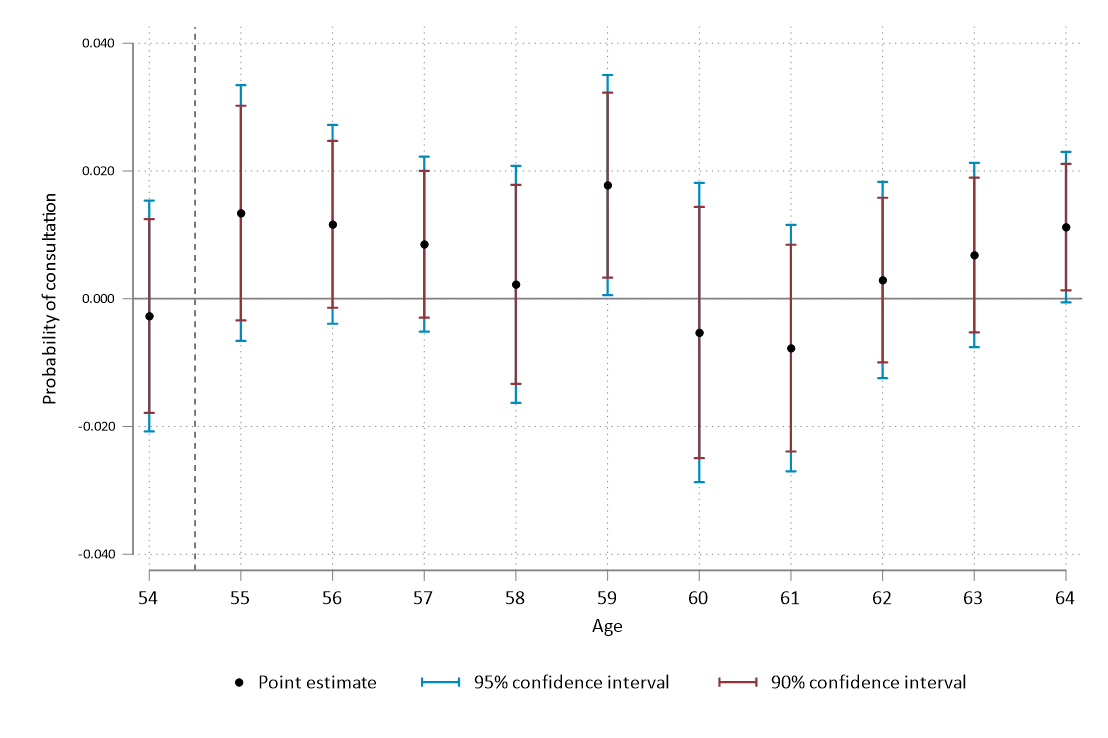 Probability of consultation
0.040
0.020
0.000
-0.020
-0.040
54 55 56 57 58 59 60 61 62 63 64
Age
Point estimate 95% confidence interval 90% confidence interval